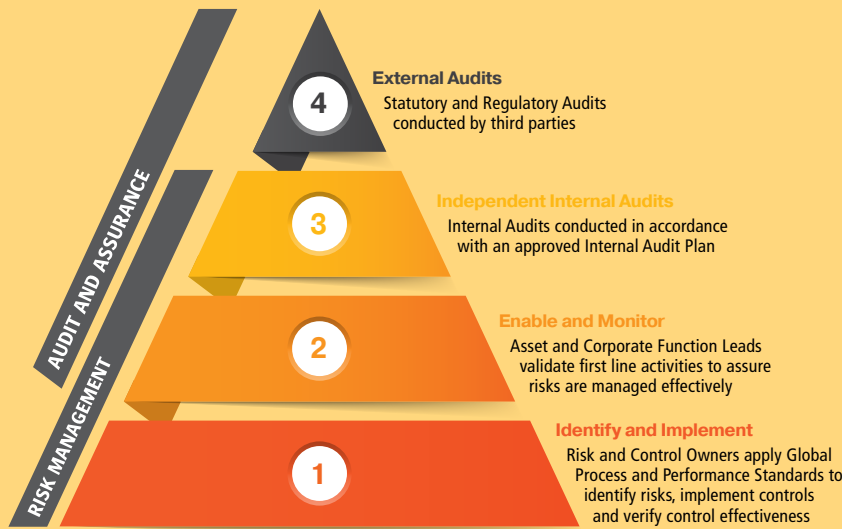 External Audits
Statutory and Regulatory Audits
conducted by third parties
4
AUDIT AND ASSURANCE
Independent Internal Audits
Internal Audits conducted in accordance
with an approved Internal Audit Plan
3
Enable and Monitor
Asset and Corporate Function Leads
validate first line activities to assure
risks are managed effectively
2
RISK MANAGEMENT
Identify and Implement
Risk and Control Owners apply Global
Process and Performance Standards to
identify risks, implement controls
and verify control effectiveness
1